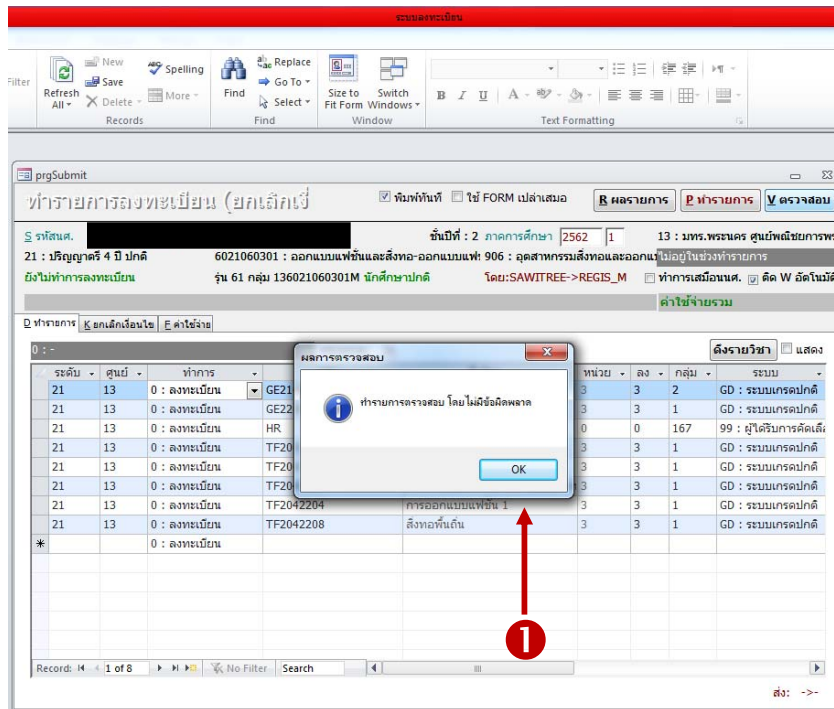 ระบบลงทะเบียน
Filter Refresh All New Save Delete Spelling More Records
Find Replace Go To Select Find
Size to Fit Form Switch Windows Window
B I U A Text Formatting
prgSubmit
ทำรายการลงทะเบียน (ยกเลิกเงื่ พิมพ์ทันที ใช้ FORM เปล่าเสมอ R ผลรายการ P ทำรายการ V ตรวจสอบ
S รหัสนศ. ชั้นปีที่ : 2 ภาคการศึกษา 2562 1 13 : มทร.พระนคร ศูนย์พณิชยการพร
21 : ปริญญาตรี 4 ปี ปกติ 6021060301 : ออกแบบแฟชั่นและสิ่งทอ-ออกแบบแฟชั 906 : อุตสาหกรรมสิ่งทอและออกแ ไม่อยู่ในช่วงทำรายการ
ยังไม่ทำการลงทะเบียน รุ่น 61 กลุ่ม 136021060301M นักศึกษาปกติ โดย:SAWITREE->REGIS_M ทำการเสมือนนศ. ติด W อัตโนมัติ
ค่าใช้จ่ายรวม
D ทำรายการ K ยกเลิกเงื่อนไข E ค่าใช้จ่าย
0 : - ดึงรายวิชา แสดง
ระดับ ศูนย์ ทำการ หน่วย ลง กลุ่ม ระบบ
21 13 0 : ลงทะเบียน GE21 3 3 2 GD : ระบบเกรดปกติ
21 13 0 : ลงทะเบียน GE22 3 3 1 GD : ระบบเกรดปกติ
21 13 0 : ลงทะเบียน HR 0 0 167 99 : ผู้ได้รับการคัดเลื
21 13 0 : ลงทะเบียน TF20 3 3 1 GD : ระบบเกรดปกติ
21 13 0 : ลงทะเบียน TF20 3 3 1 GD : ระบบเกรดปกติ
21 13 0 : ลงทะเบียน TF20 3 3 1 GD : ระบบเกรดปกติ
21 13 0 : ลงทะเบียน TF2042204 การออกแบบแฟชั่น 1 3 3 1 GD : ระบบเกรดปกติ
21 13 0 : ลงทะเบียน TF2042208 สิ่งทอพื้นถิ่น 3 3 1 GD : ระบบเกรดปกติ
* 0 : ลงทะเบียน
ผลการตรวจสอบ
ทำรายการตรวจสอบ โดยไม่มีข้อผิดพลาด
OK
1
Record: 1 of 8 No Filter Search
ส่ง: ->-